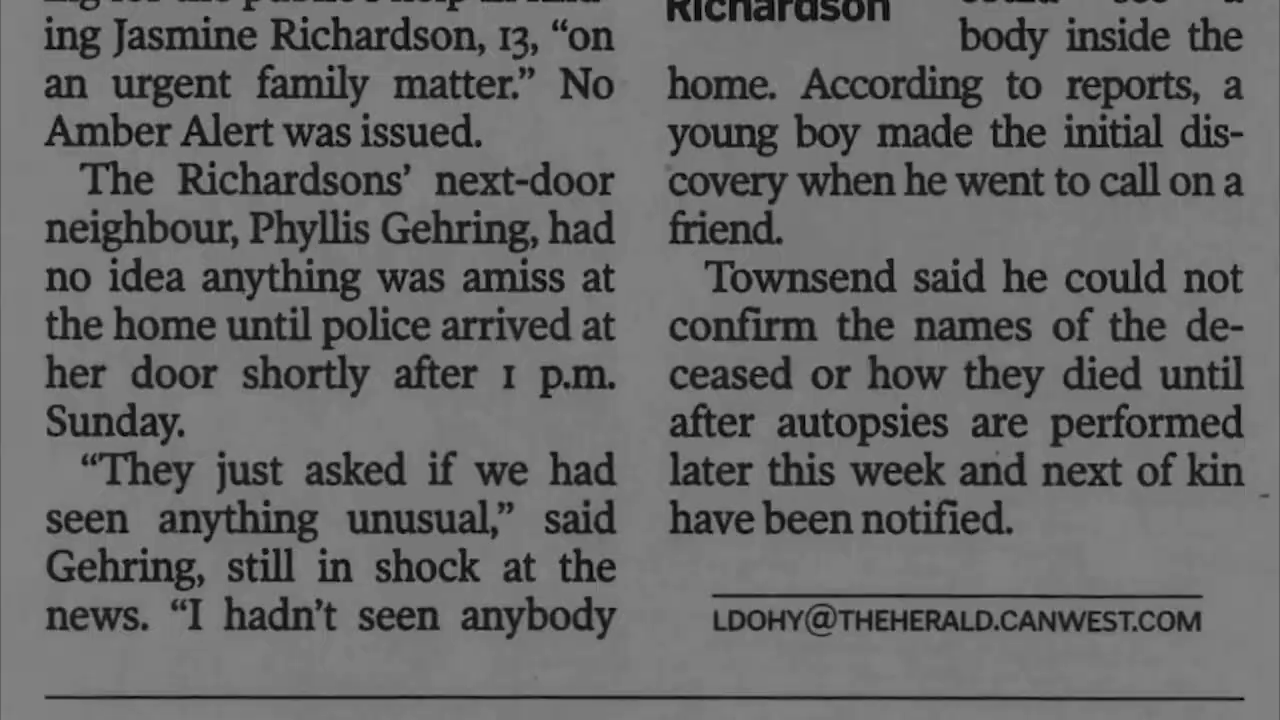 ing Jasmine Richardson, 13, “on
an urgent family matter.” No
Amber Alert was issued.
The Richardsons’ next-door
neighbour, Phyllis Gehring, had
no idea anything was amiss at
the home until police arrived at
her door shortly after 1 p.m.
Sunday.
“They just asked if we had
seen anything unusual,” said
Gehring, still in shock at the
news. “I hadn’t seen anybody
Richardson
body inside the
home. According to reports, a
young boy made the initial dis-
covery when he went to call on a
friend.
Townsend said he could not
confirm the names of the de-
ceased or how they died until
after autopsies are performed
later this week and next of kin
have been notified.
LDOHY@THEHERALD.CANWEST.COM